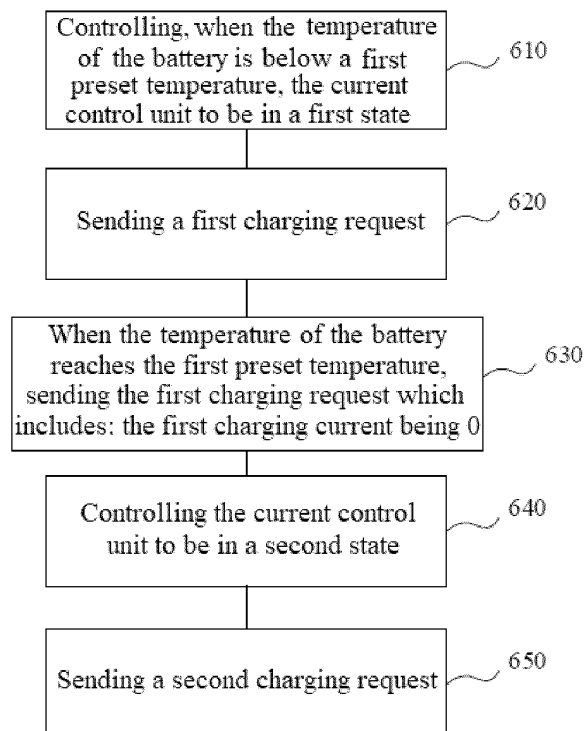 Controlling, when the temperature
of the battery is below a first
preset temperature, the current
control unit to be in a first state
610
Sending a first charging request
620
When the temperature of the battery
reaches the first preset temperature,
sending the first charging request which
includes: the first charging current being 0
630
Controlling the current control
unit to be in a second state
640
Sending a second charging request
650